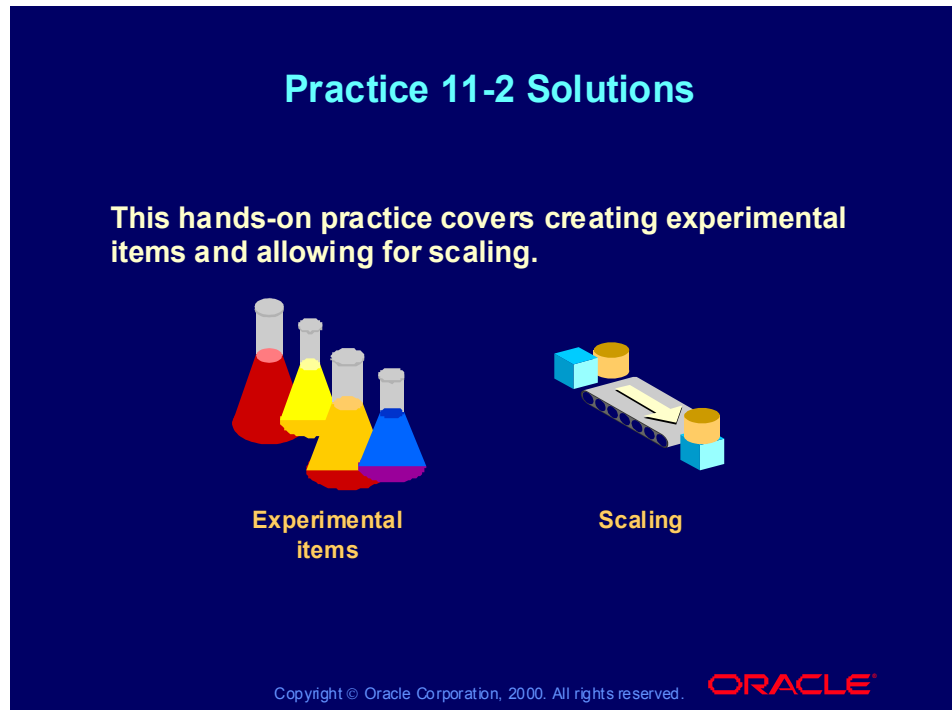 Practice 11-2 Solutions
This hands-on practice covers creating experimental
items and allowing for scaling.
Experimental
items
Scaling
Copyright © Oracle Corporation, 2000. All rights reserved.
ORACLE®